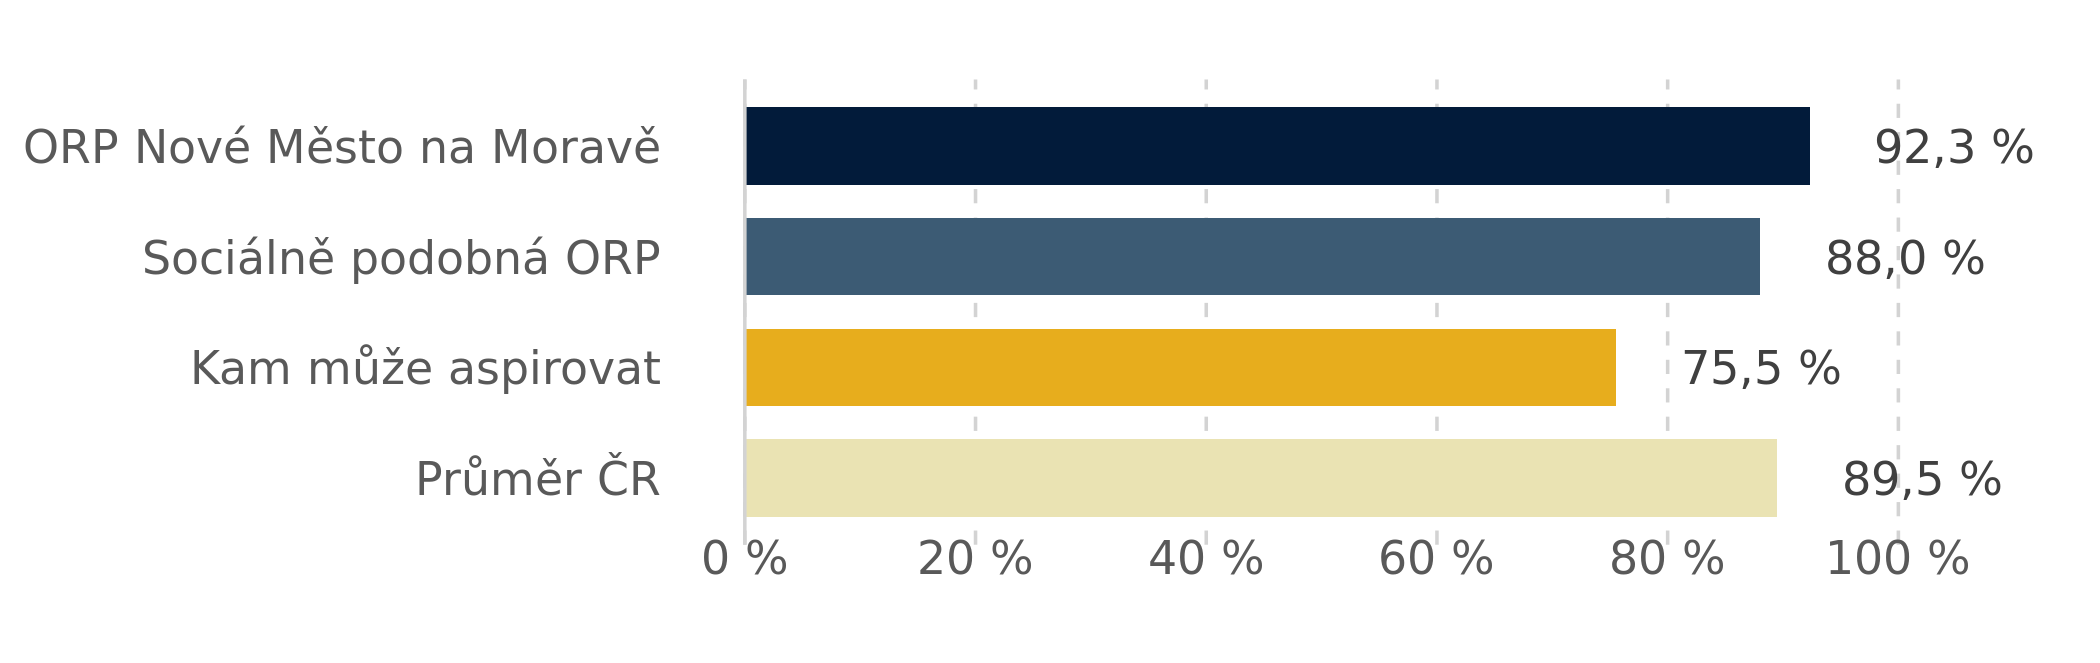 ORP Nové Město na Moravě 92,3 %
Sociálně podobná ORP 88,0 %
Kam může aspirovat 75,5 %
Průměr ČR 89,5 %
0 % 20 % 40 % 60 % 80 % 100 %